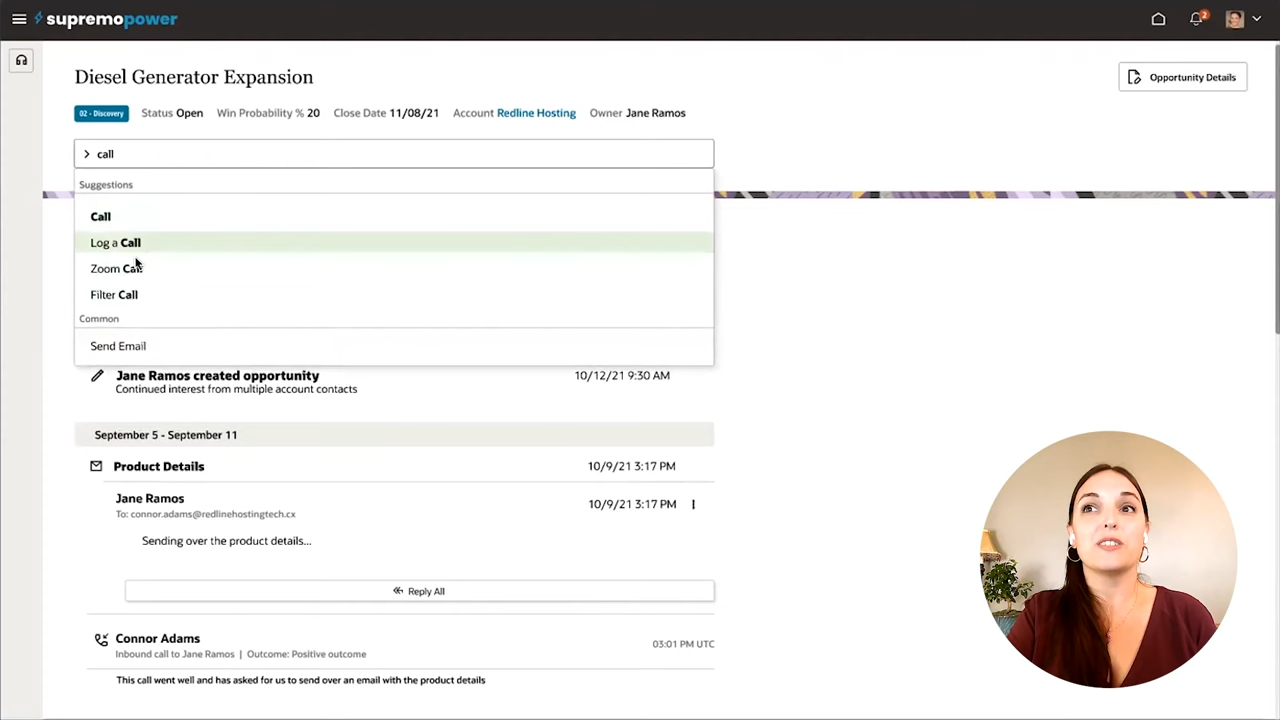 supremopower
2
Diesel Generator Expansion
Opportunity Details
02 - Discovery Status Open Win Probability % 20 Close Date 11/08/21 Account Redline Hosting Owner Jane Ramos
call
Suggestions
Call
Log a Call
Zoom Call
Filter Call
Common
Send Email
Jane Ramos created opportunity 10/12/21 9:30 AM
Continued interest from multiple account contacts
September 5 - September 11
Product Details 10/9/21 3:17 PM
Jane Ramos 10/9/21 3:17 PM
To: connor.adams@redlinehostingtech.cx
Sending over the product details...
Reply All
Connor Adams 03:01 PM UTC
Inbound call to Jane Ramos | Outcome: Positive outcome
This call went well and has asked for us to send over an email with the product details